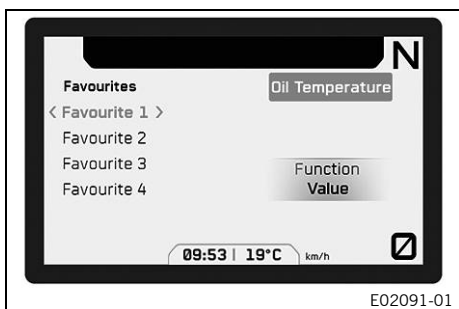 N
Favourites
Oil Temperature
< Favourite 1 >
Favourite 2
Favourite 3
Favourite 4
Function
Value
09:53 | 19°C km/h
0
E02091-01